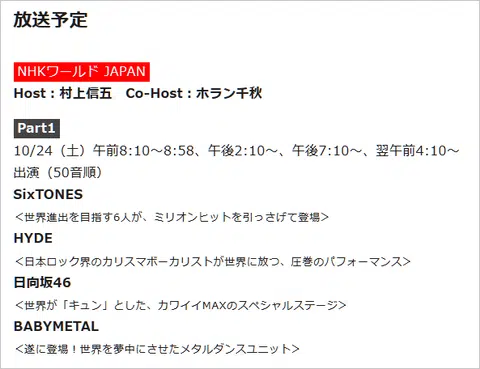 放送予定
NHKワールド JAPAN
Host：村上信五　Co-Host：ホラン千秋
Part1
10/24（土）午前8:10～8:58、午後2:10～、午後7:10～、翌午前4:10～
出演（50音順）
SixTONES
＜世界進出を目指す6人が、ミリオンヒットを引っさげて登場＞
HYDE
＜日本ロック界のカリスマボーカリストが世界に放つ、圧巻のパフォーマンス＞
日向坂46
＜世界が「キュン」とした、カワイイMAXのスペシャルステージ＞
BABYMETAL
＜遂に登場！世界を夢中にさせたメタルダンスユニット＞